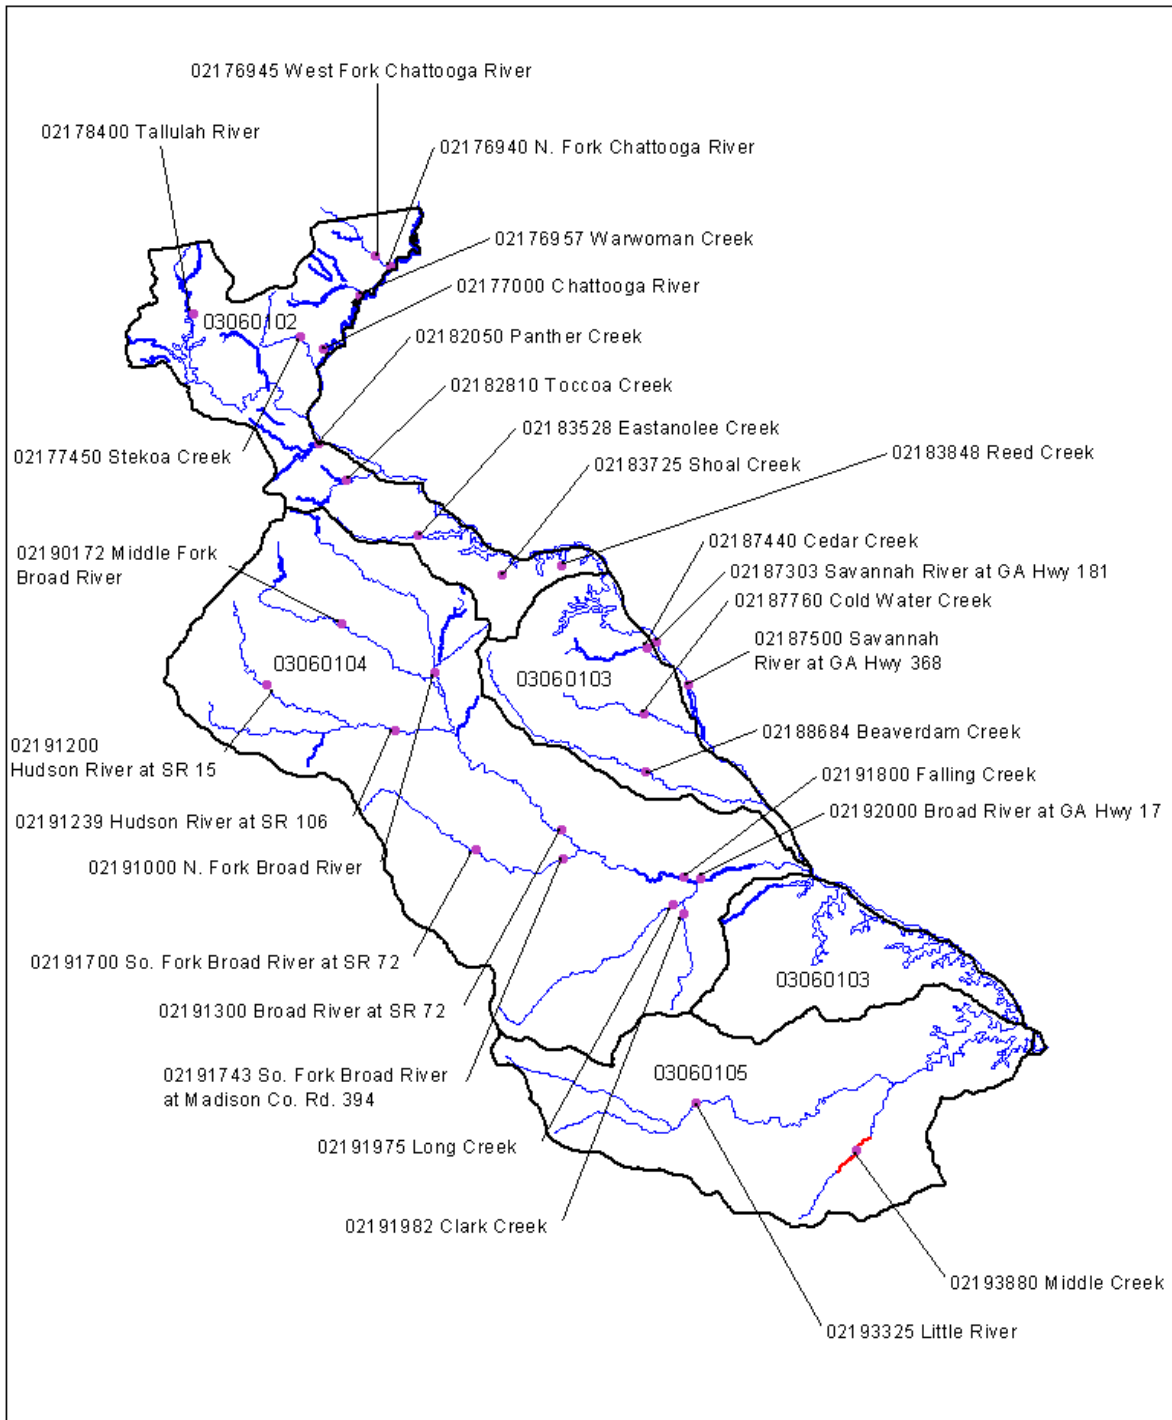 02176945 West Fork Chattooga River
02178400 Tallulah River
02176940 N. Fork Chattooga River
02176957 Warwoman Creek
02177000 Chattooga River
03060102
02182050 Panther Creek
02182810 Toccoa Creek
02183528 Eastanolee Creek
02177450 Stekoa Creek
02183725 Shoal Creek
02183848 Reed Creek
02190172 Middle Fork
Broad River
02187440 Cedar Creek
02187303 Savannah River at GA Hwy 181
02187760 Cold Water Creek
02187500 Savannah
River at GA Hwy 368
03060104
03060103
02188684 Beaverdam Creek
02191200
Hudson River at SR 15
02191800 Falling Creek
02192000 Broad River at GA Hwy 17
02191239 Hudson River at SR 106
02191000 N. Fork Broad River
02191700 So. Fork Broad River at SR 72
03060103
02191300 Broad River at SR 72
02191743 So. Fork Broad River
at Madison Co. Rd. 394
03060105
02191975 Long Creek
02191982 Clark Creek
02193880 Middle Creek
02193325 Little River